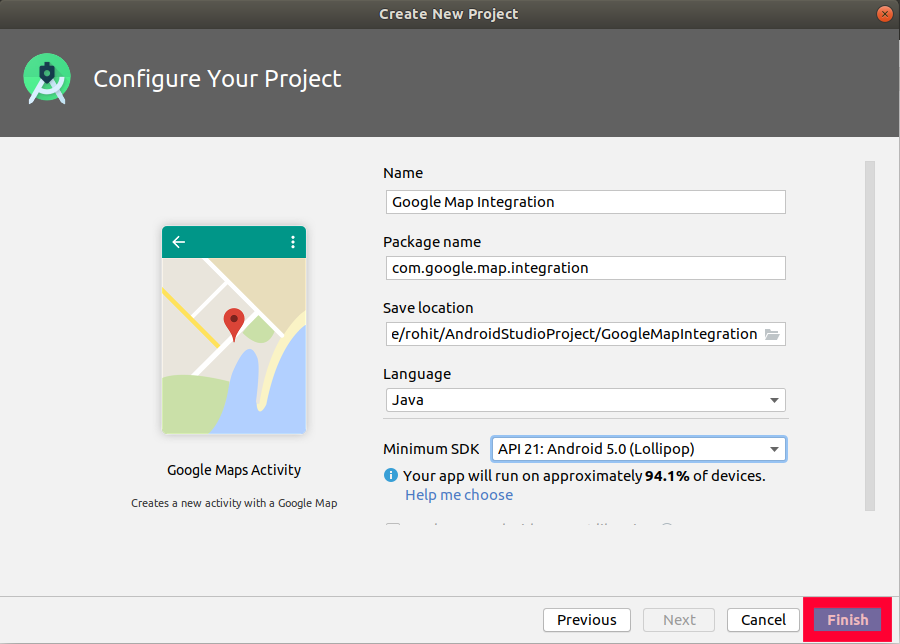 Create New Project
Configure Your Project
Name
Google Map Integration
Package name
com.google.map.integration
Save location
e/rohit/AndroidStudioProject/GoogleMapIntegration
Language
Java
Minimum SDK API 21: Android 5.0 (Lollipop)
i Your app will run on approximately 94.1% of devices.
Help me choose
Google Maps Activity
Creates a new activity with a Google Map
Previous Next Cancel Finish